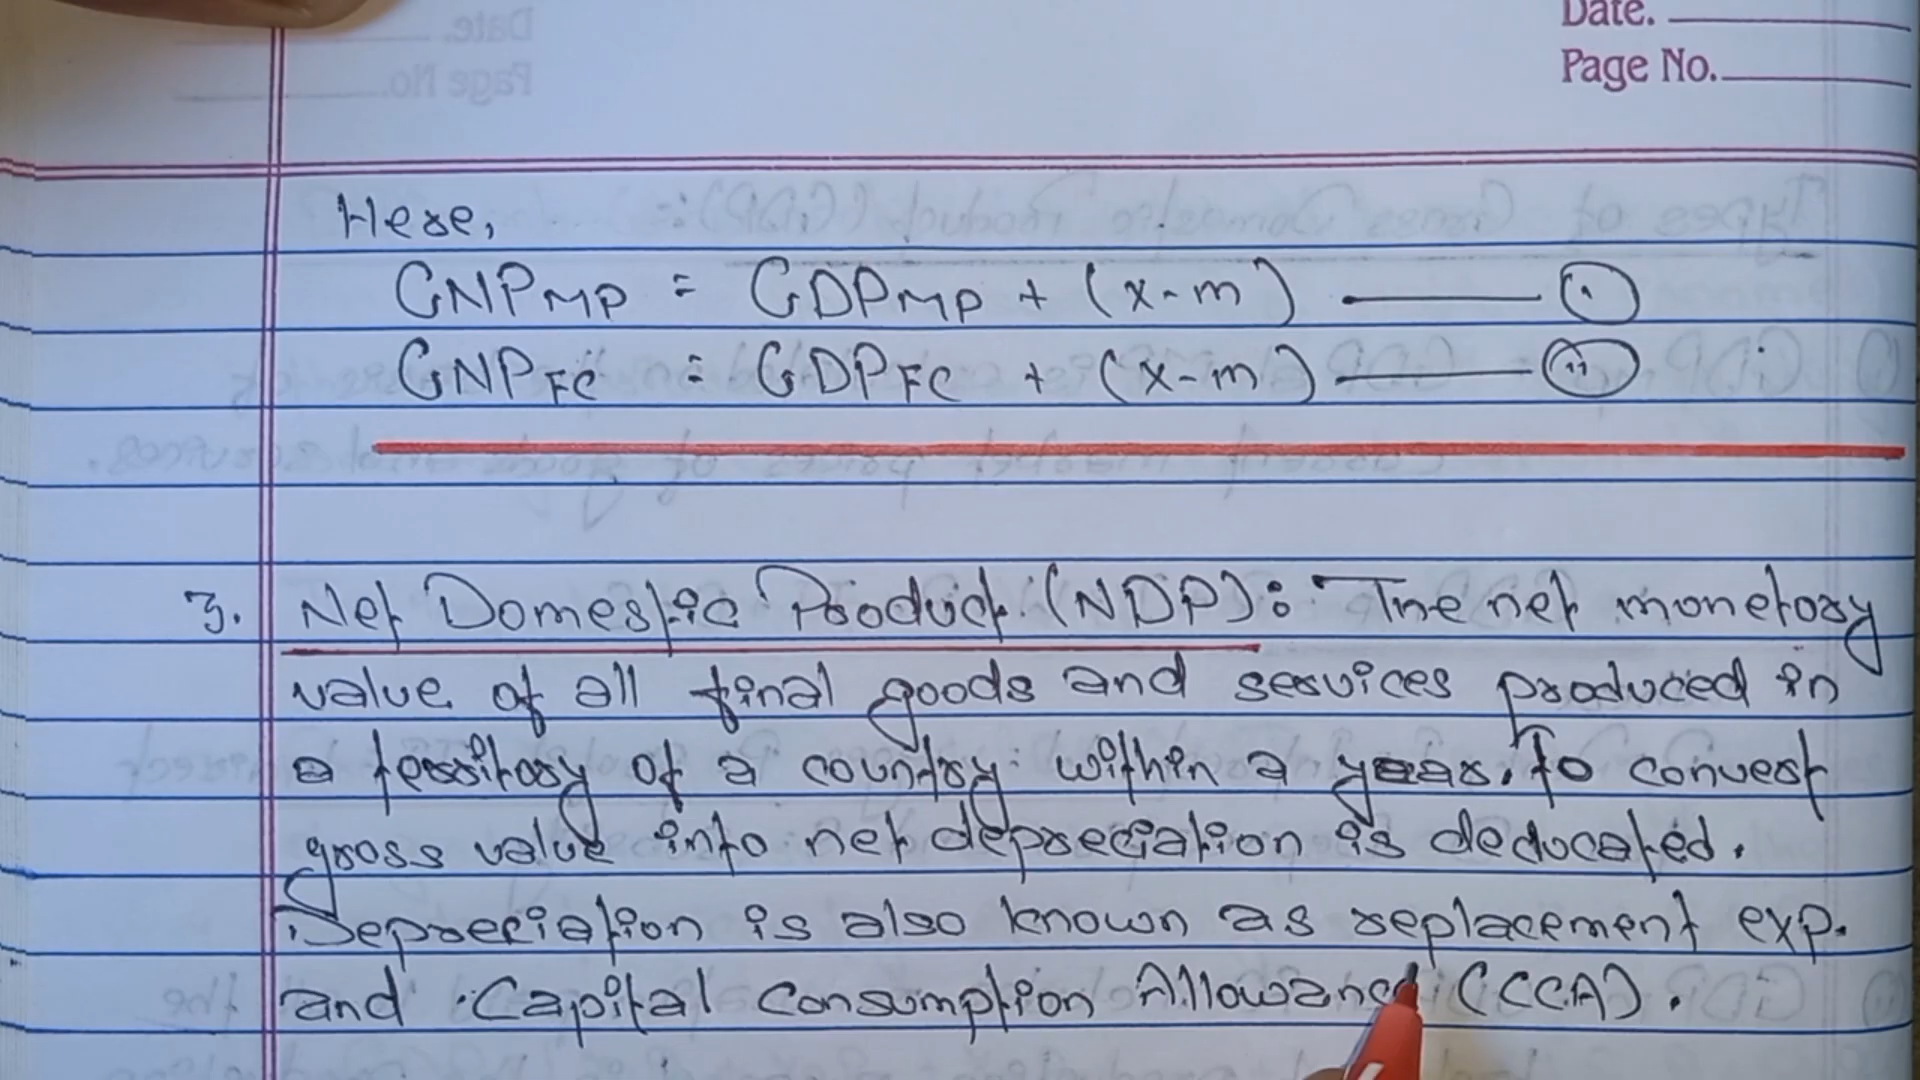 Date.
Page No.
Here,
GNPMP = GDPMP + (x-m) —— (i)
GNPFC = GDPFC + (x-m) —— (ii)
3. Net Domestic Product (NDP): The net monetary
value of all final goods and services produced in
a territory of a country within a year. to convert
gross value into net depreciation is deducated.
Depreciation is also known as replacement exp.
and Capital Consumption Allowance (CCA).